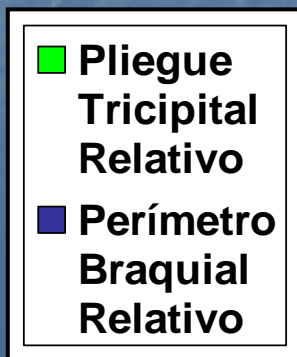 Pliegue
Tricipital
Relativo
Perímetro
Braquial
Relativo